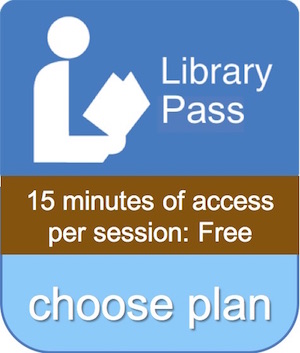 Library
Pass
15 minutes of access
per session: Free
choose plan